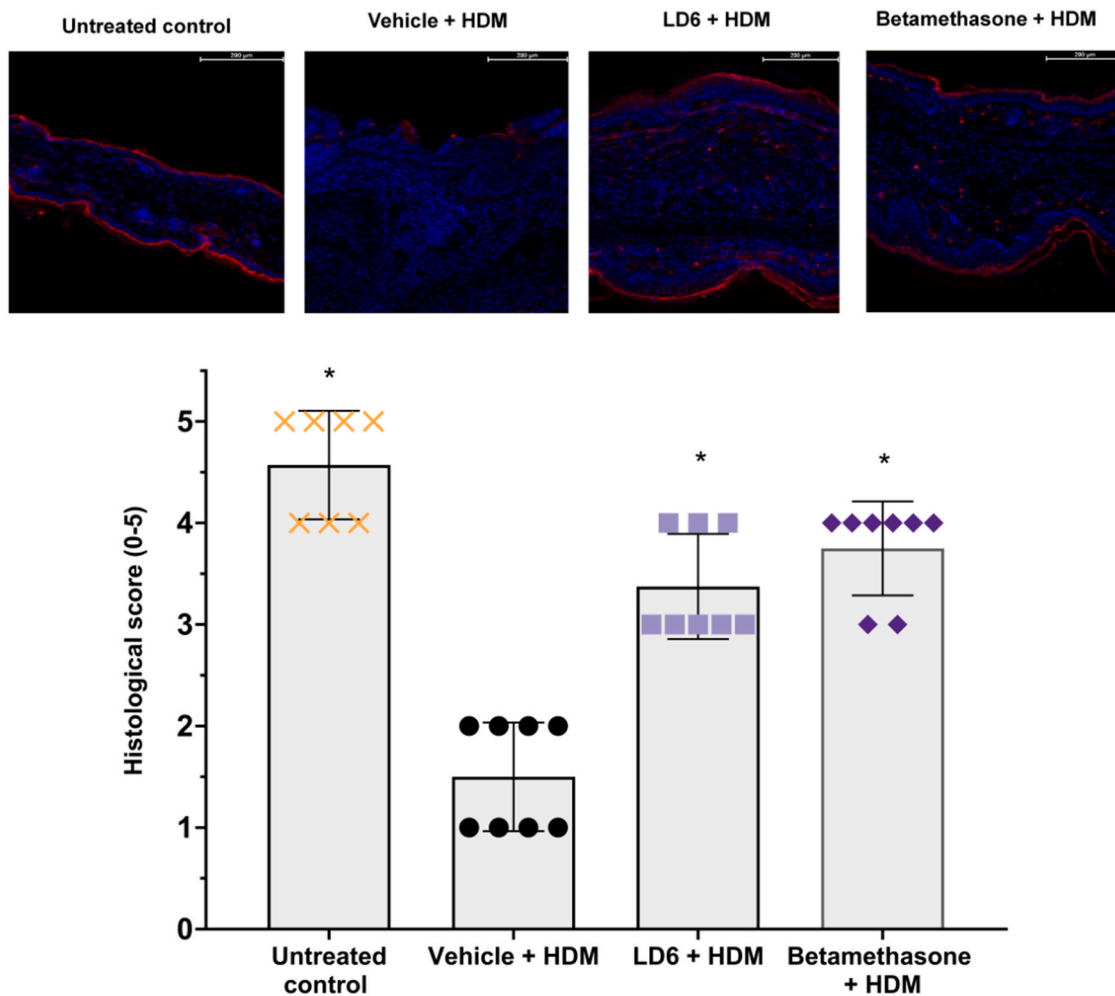 Untreated control
Vehicle + HDM
LD6 + HDM
Betamethasone + HDM
200 µm
200 µm
200 µm
200 µm
Histological score (0-5)
5
4
3
2
1
0
*
*
*
Untreated
control
Vehicle + HDM
LD6 + HDM
Betamethasone
+ HDM